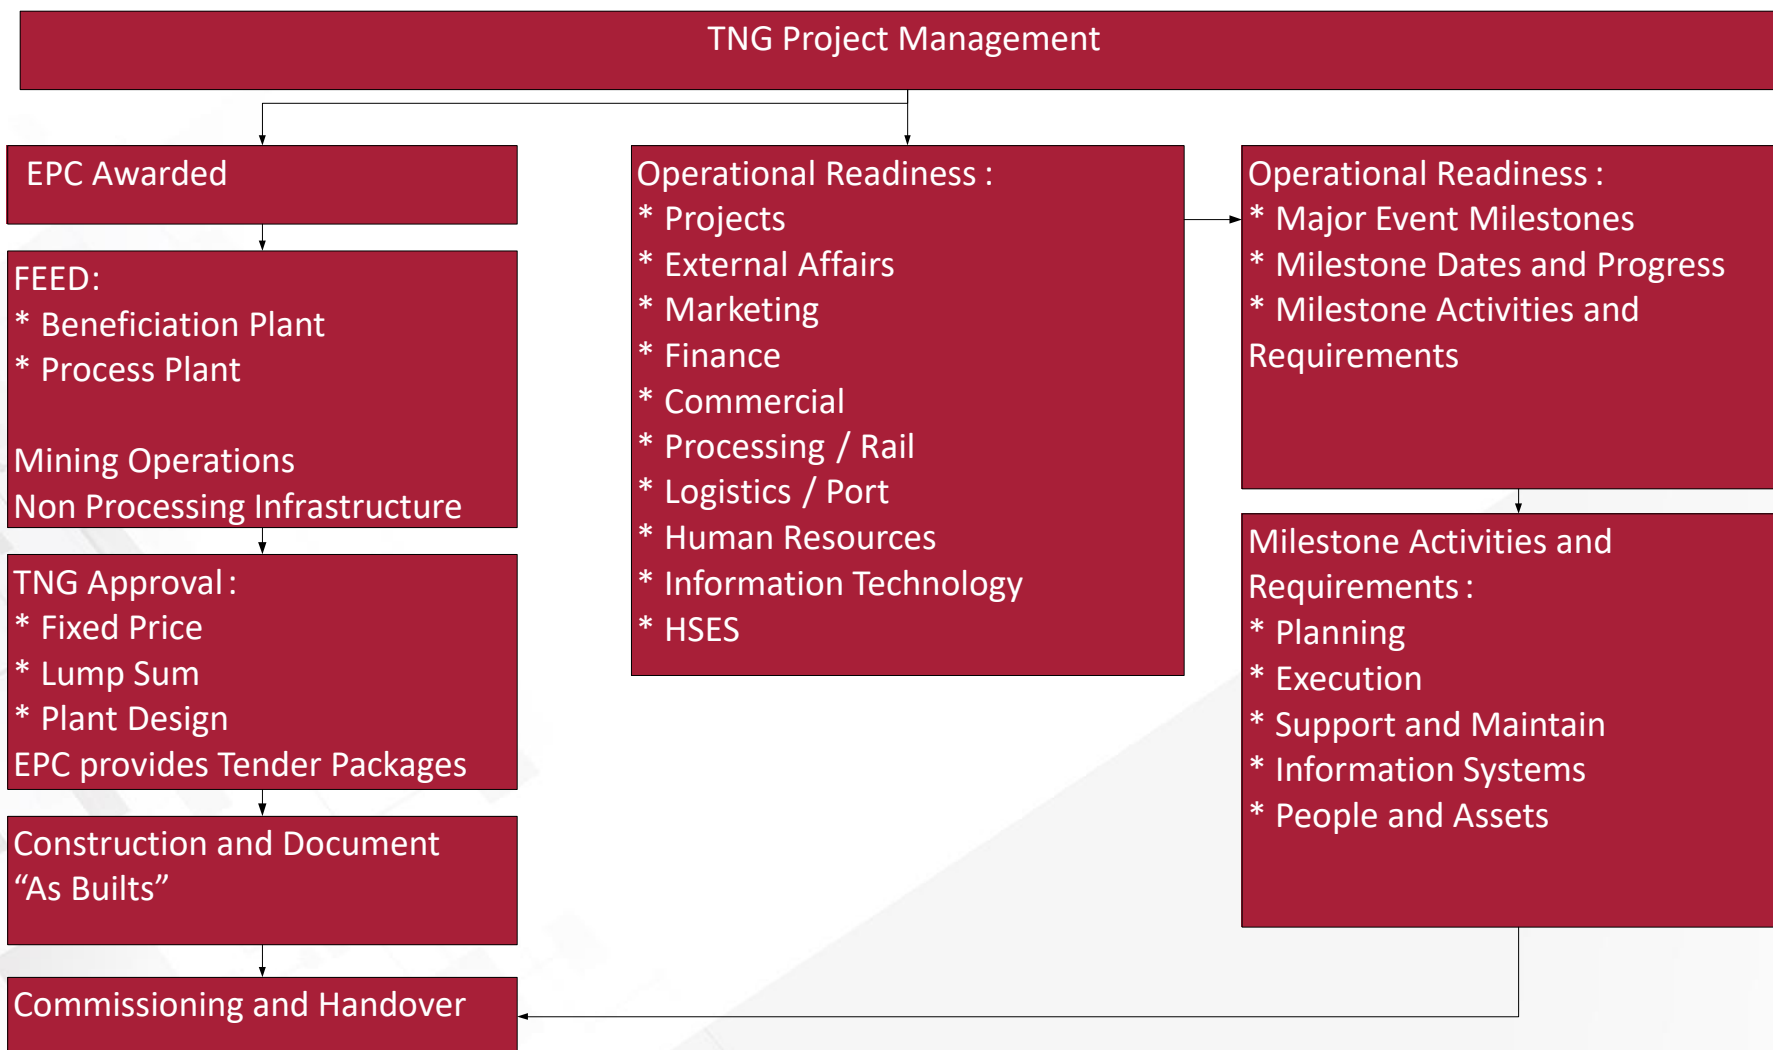 TNG Project Management
EPC Awarded
FEED:
* Beneficiation Plant
* Process Plant
Mining Operations
Non Processing Infrastructure
TNG Approval :
* Fixed Price
* Lump Sum
* Plant Design
EPC provides Tender Packages
Construction and Document
“As Builts”
Commissioning and Handover
Operational Readiness :
* Projects
* External Affairs
* Marketing
* Finance
* Commercial
* Processing / Rail
* Logistics / Port
* Human Resources
* Information Technology
* HSES
Operational Readiness :
* Major Event Milestones
* Milestone Dates and Progress
* Milestone Activities and
Requirements
Milestone Activities and
Requirements :
* Planning
* Execution
* Support and Maintain
* Information Systems
* People and Assets